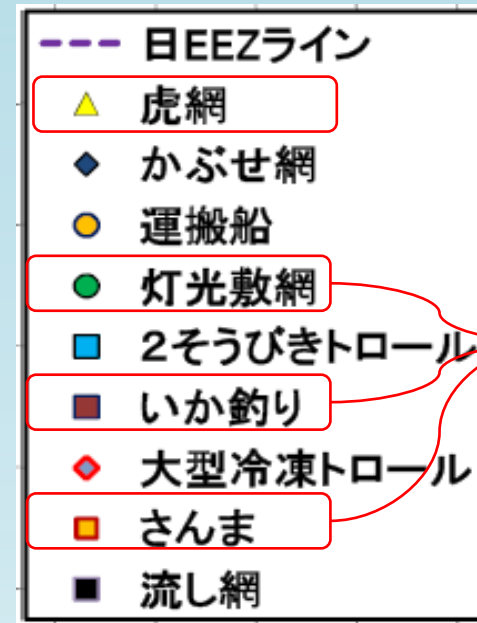 日EEZライン
虎網
かぶせ網
運搬船
灯光敷網
２そうびきトロール
いか釣り
大型冷凍トロール
さんま
流し網